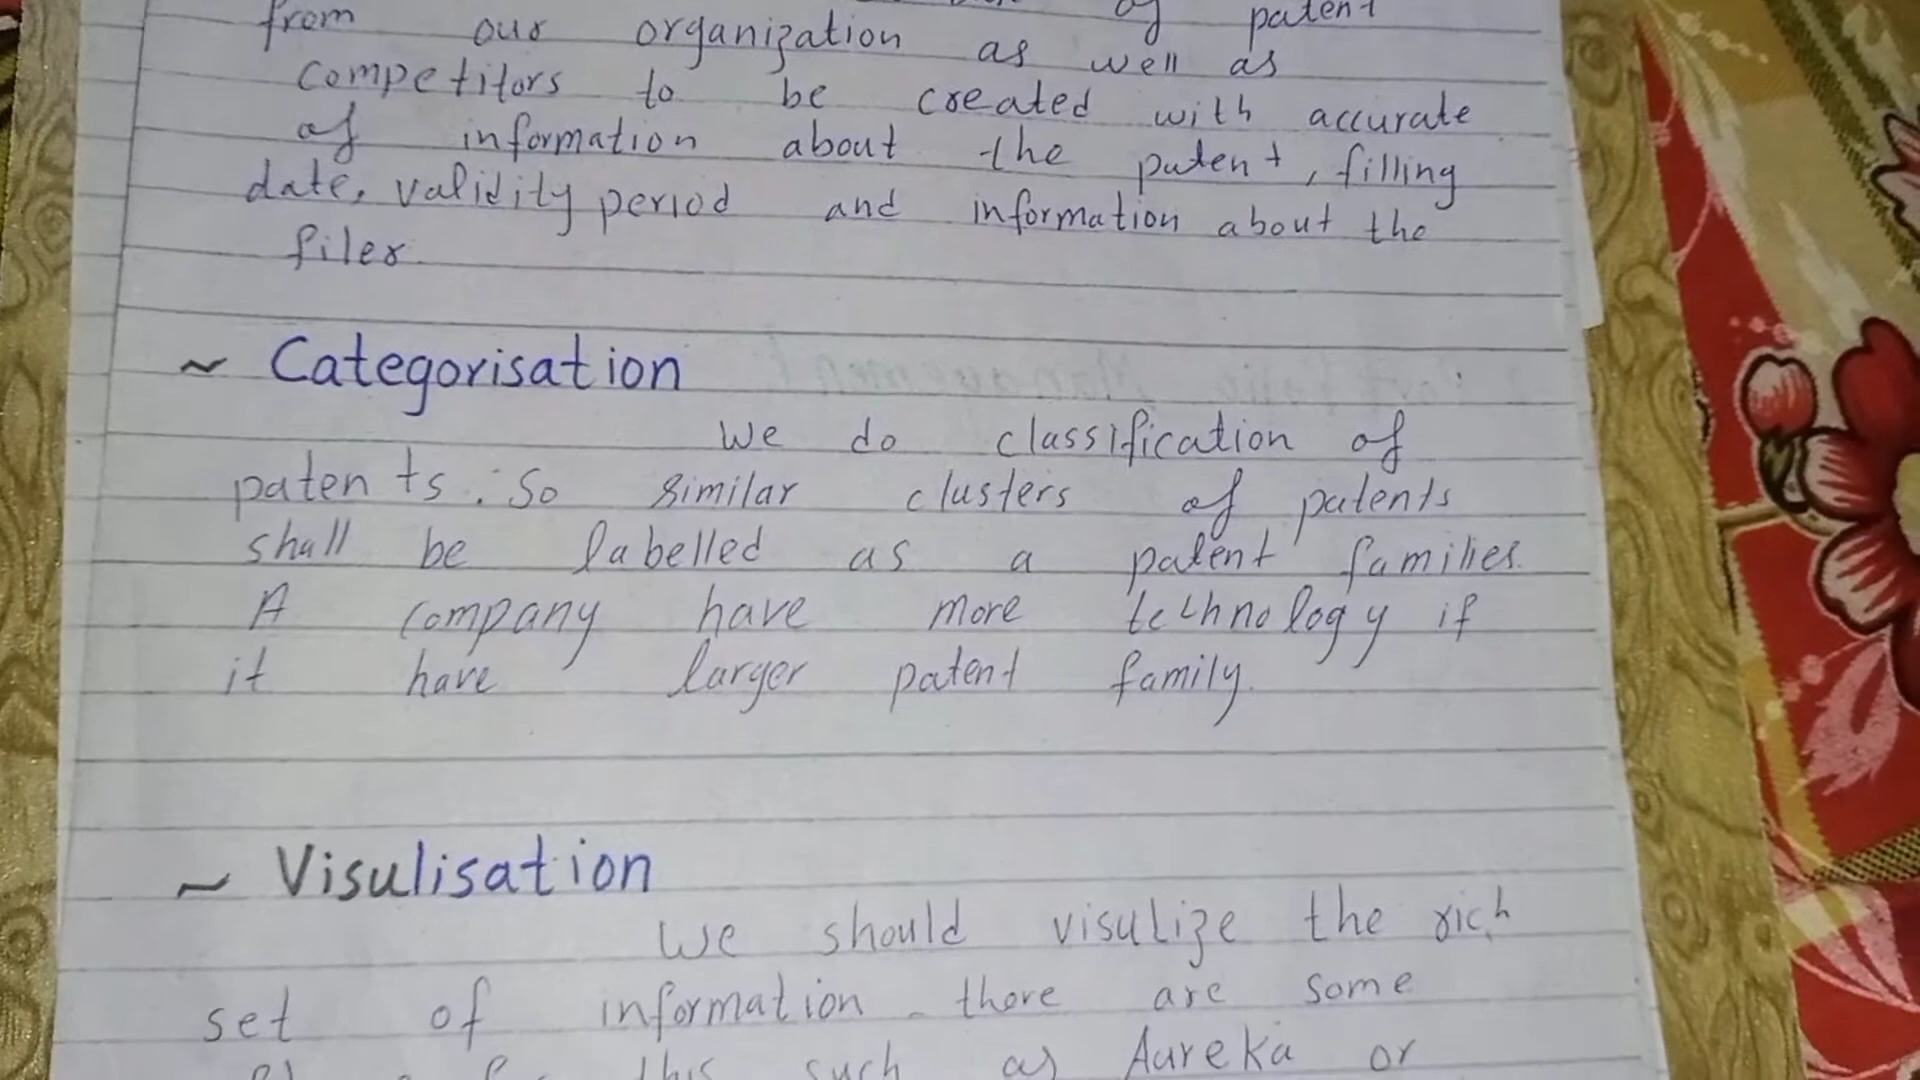 of patent
from our organization as well as
competitors to be created with accurate
of information about the patent, filling
date, validity period and information about the
filer.
~ Categorisation
We do classification of
patents. So similar clusters of patents
shall be labelled as a patent families.
A company have more technology if
it have larger patent family.
~ Visulisation
We should visulize the rich
set of information. there are some
this such as Aureka or